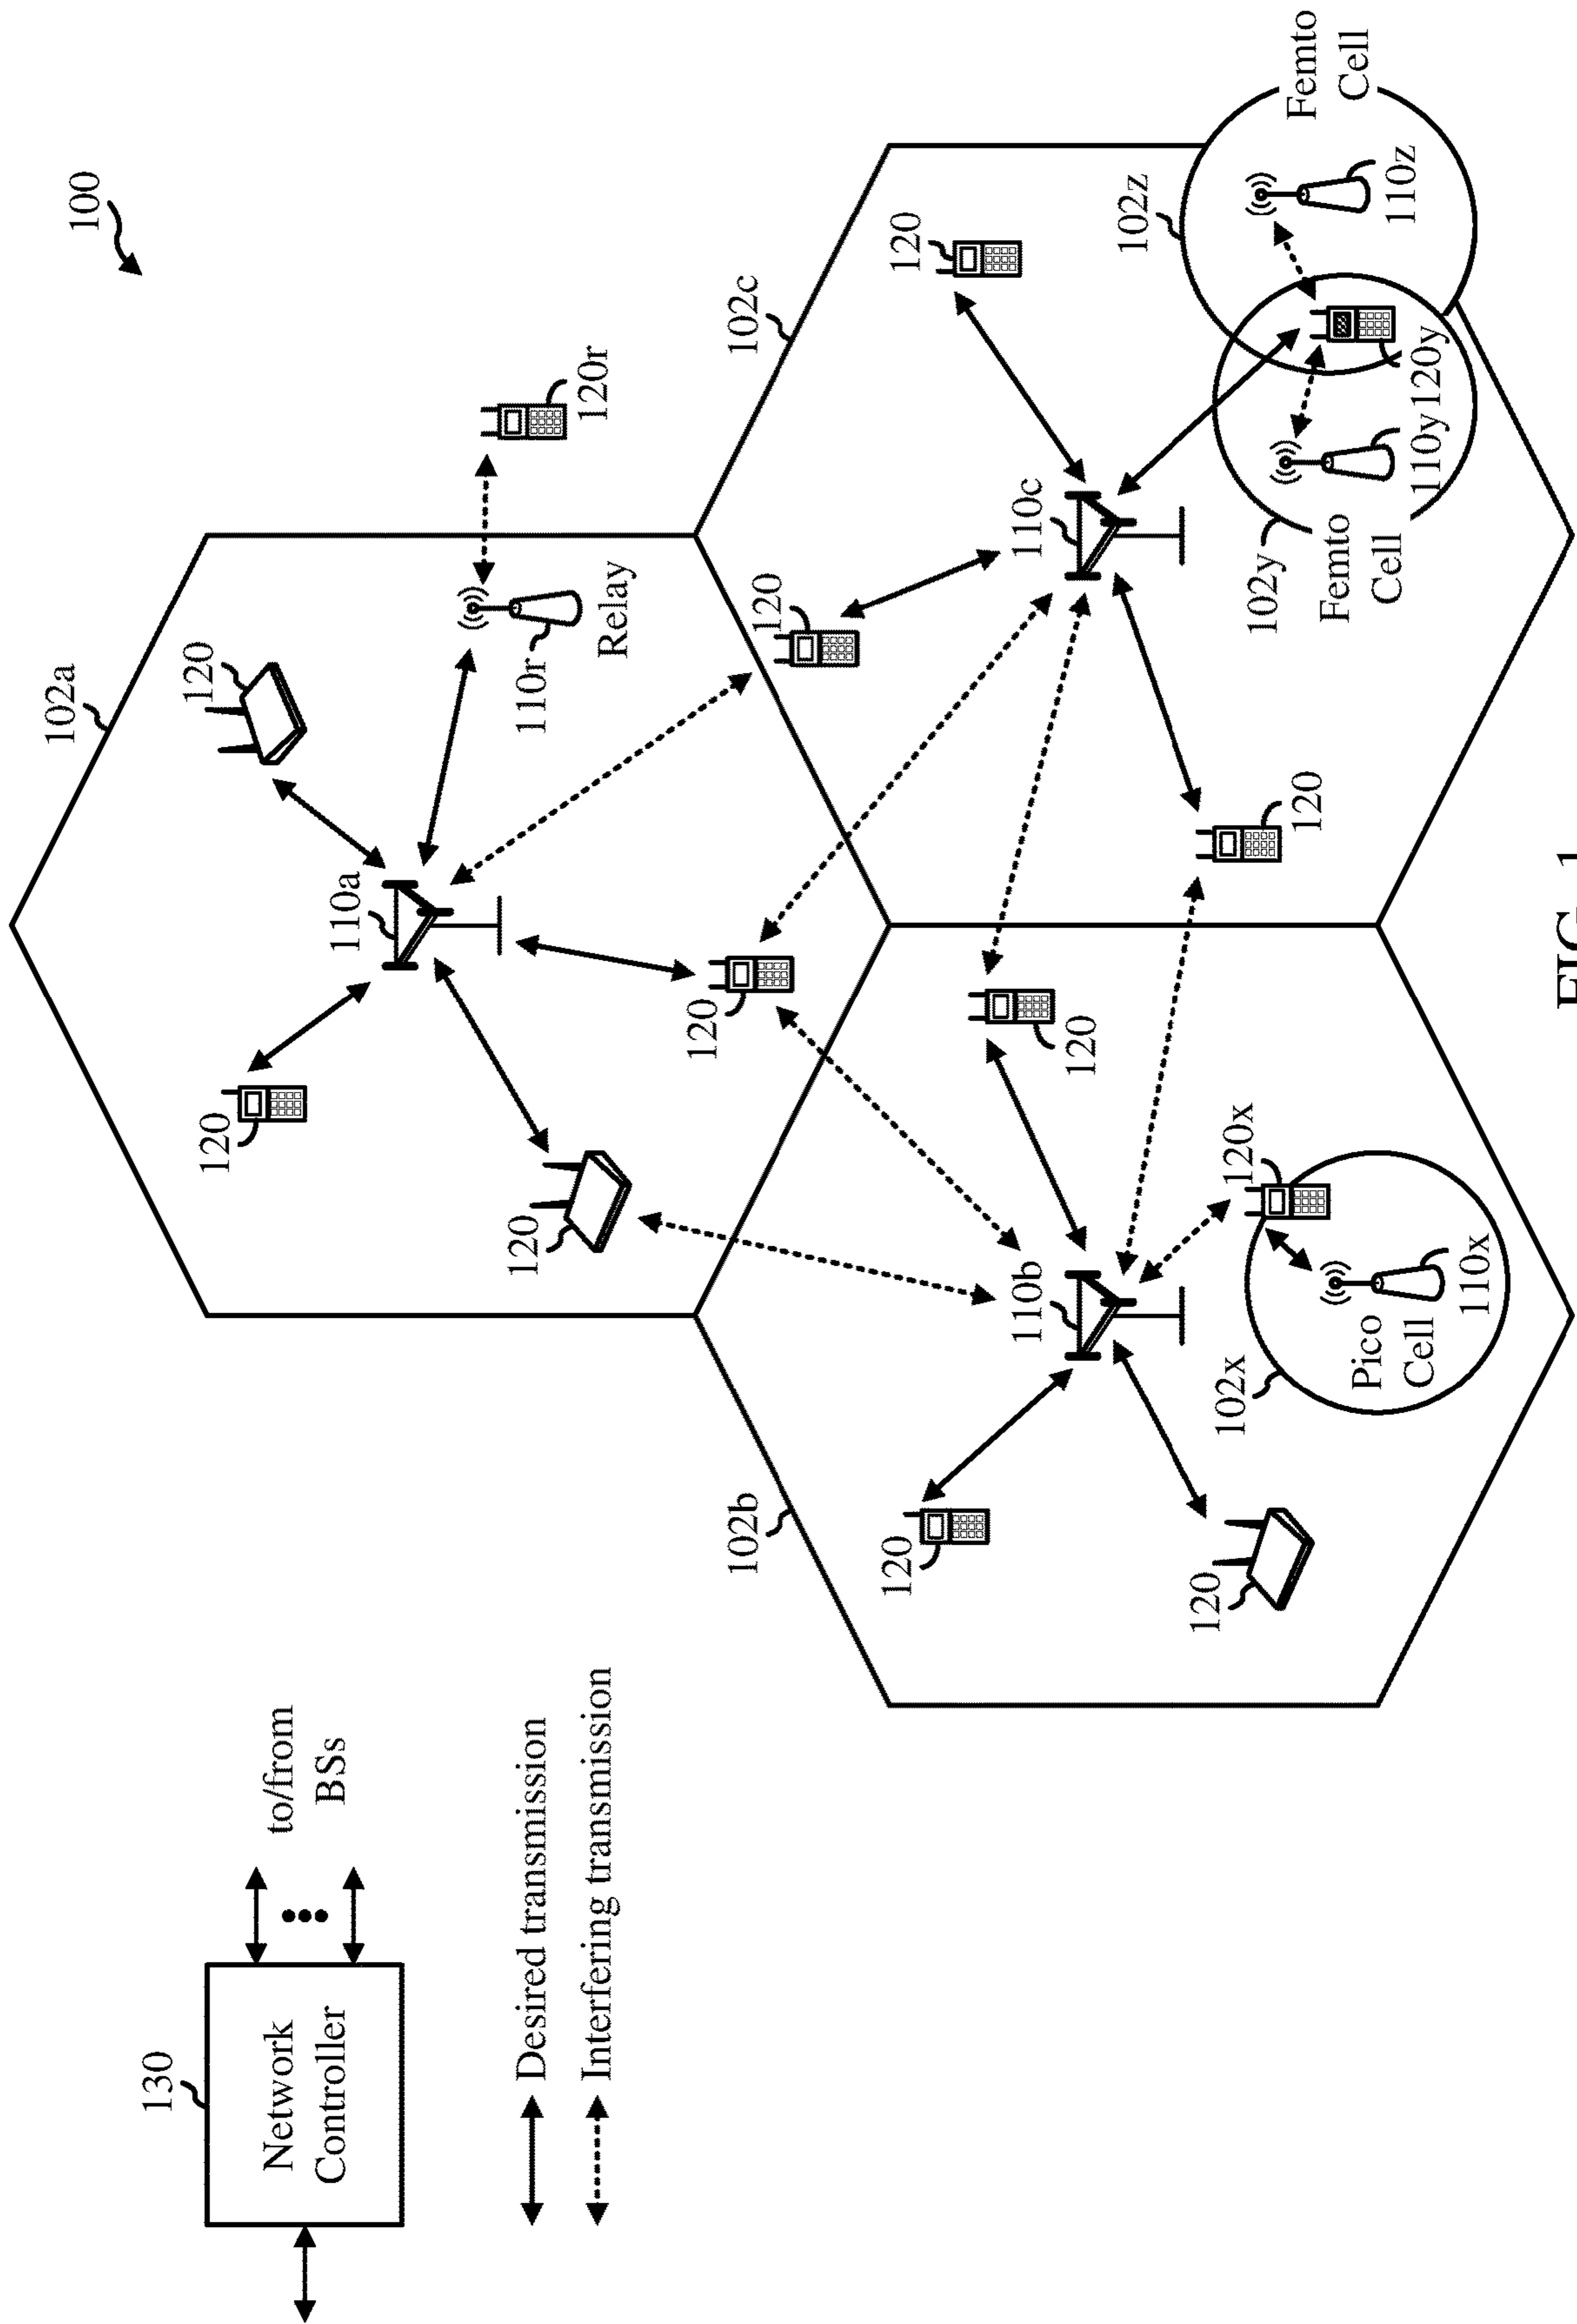 100
130
Network
Controller
to/from
BSs
Desired transmission
Interfering transmission
102a
120
120
110a
120
110r
Relay
120r
120
120
102b
120
110b
120
120
102x
Pico
Cell
110x
120x
102c
120
120
110c
120
102y
Femto
Cell
110y
120y
102z
110z
Femto
Cell
FIG. 1